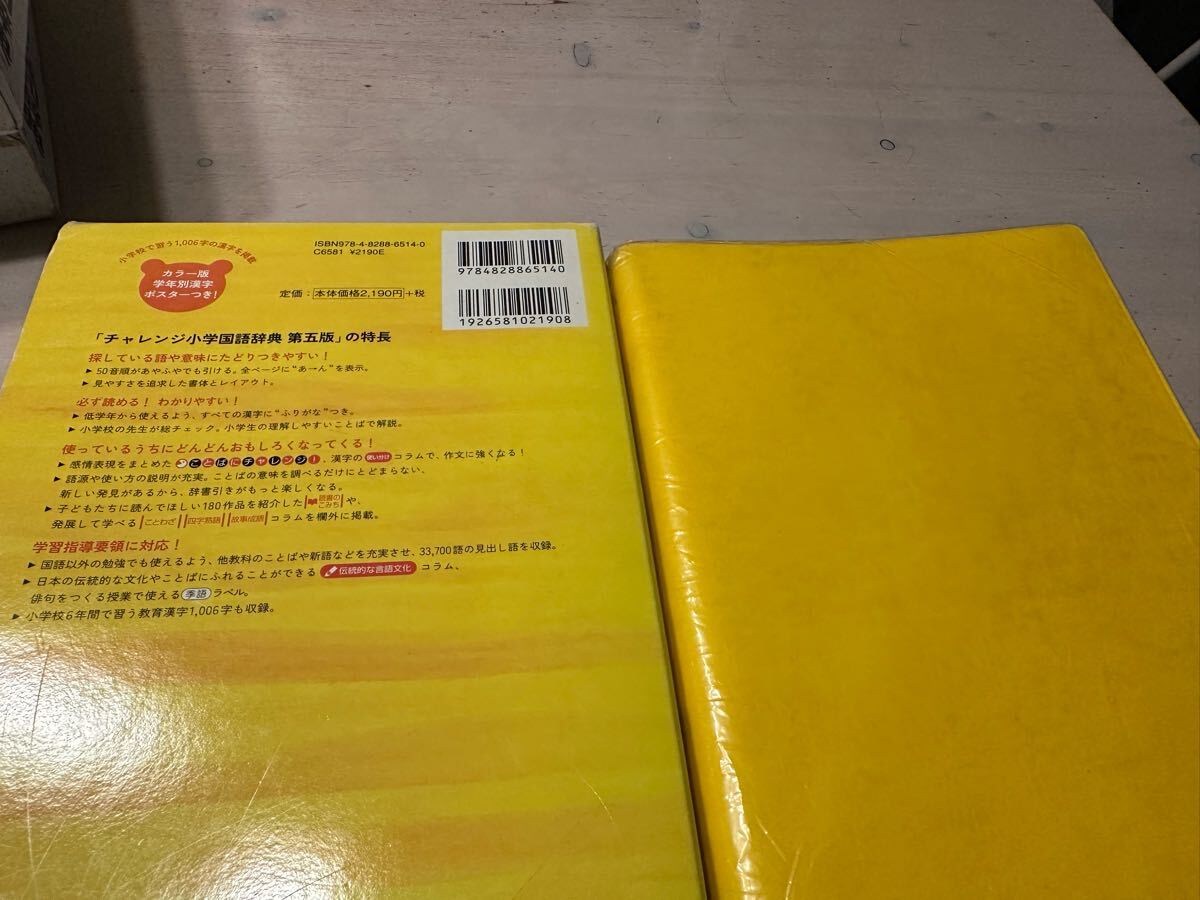 小学校で習う1,006字の漢字を掲載
カラー版
学年別漢字
ポスターつき!
ISBN978-4-8288-6514-0
C6581 ¥2190E
定価:本体価格2,190円+税
9784828865140
1926581021908
「チャレンジ小学国語辞典 第五版」の特長
探している語や意味にたどりつきやすい!
▶ 50音順があやふやでも引ける。全ページに“あーん”を表示。
▶ 見やすさを追求した書体とレイアウト。
必ず読める! わかりやすい!
▶ 低学年から使えるよう、すべての漢字に“ふりがな”つき。
▶ 小学校の先生が総チェック。小学生の理解しやすいことばで解説。
使っているうちにどんどんおもしろくなってくる!
▶ 感情表現をまとめた ことばにチャレンジ! 、漢字の 使い分け コラムで、作文に強くなる!
▶ 語源や使い方の説明が充実。ことばの意味を調べるだけにとどまらない、
新しい発見があるから、辞書引きがもっと楽しくなる。
▶ 子どもたちに読んでほしい180作品を紹介した 読書のこみち や、
発展して学べる ことわざ 四字熟語 故事成語 コラムを欄外に掲載。
学習指導要領に対応!
▶ 国語以外の勉強でも使えるよう、他教科のことばや新語などを充実させ、33,700語の見出し語を収録。
▶ 日本の伝統的な文化やことばにふれることができる 伝統的な言語文化 コラム、
俳句をつくる授業で使える 季語 ラベル。
▶ 小学校6年間で習う教育漢字1,006字も収録。